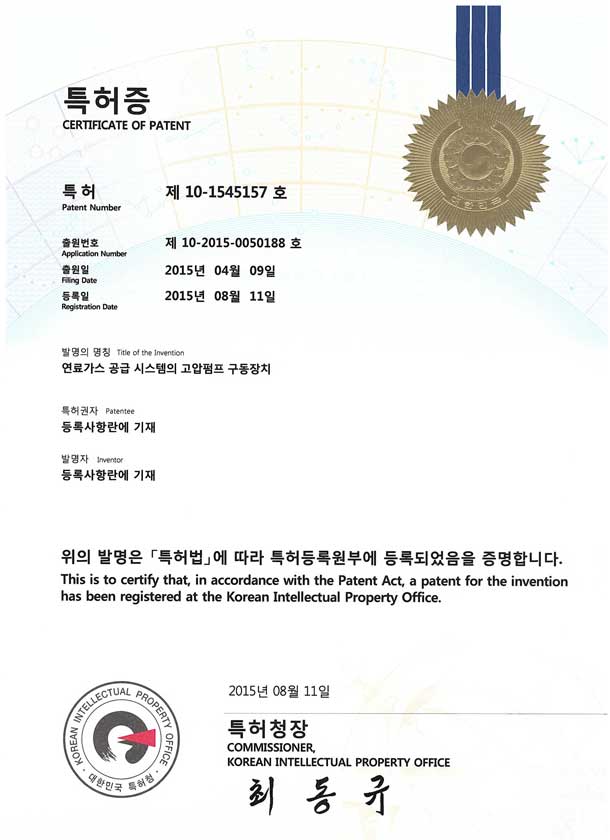 특허증
CERTIFICATE OF PATENT
특허 제 10-1545157 호
Patent Number
출원번호 제 10-2015-0050188 호
Application Number
출원일 2015년 04월 09일
Filing Date
등록일 2015년 08월 11일
Registration Date
발명의 명칭 Title of the Invention
연료가스 공급 시스템의 고압펌프 구동장치
특허권자 Patentee
등록사항란에 기재
발명자 Inventor
등록사항란에 기재
위의 발명은 「특허법」에 따라 특허등록원부에 등록되었음을 증명합니다.
This is to certify that, in accordance with the Patent Act, a patent for the invention
has been registered at the Korean Intellectual Property Office.
2015년 08월 11일
특허청장
COMMISSIONER,
KOREAN INTELLECTUAL PROPERTY OFFICE
최동규
KOREAN INTELLECTUAL PROPERTY OFFICE
대한민국 특허청